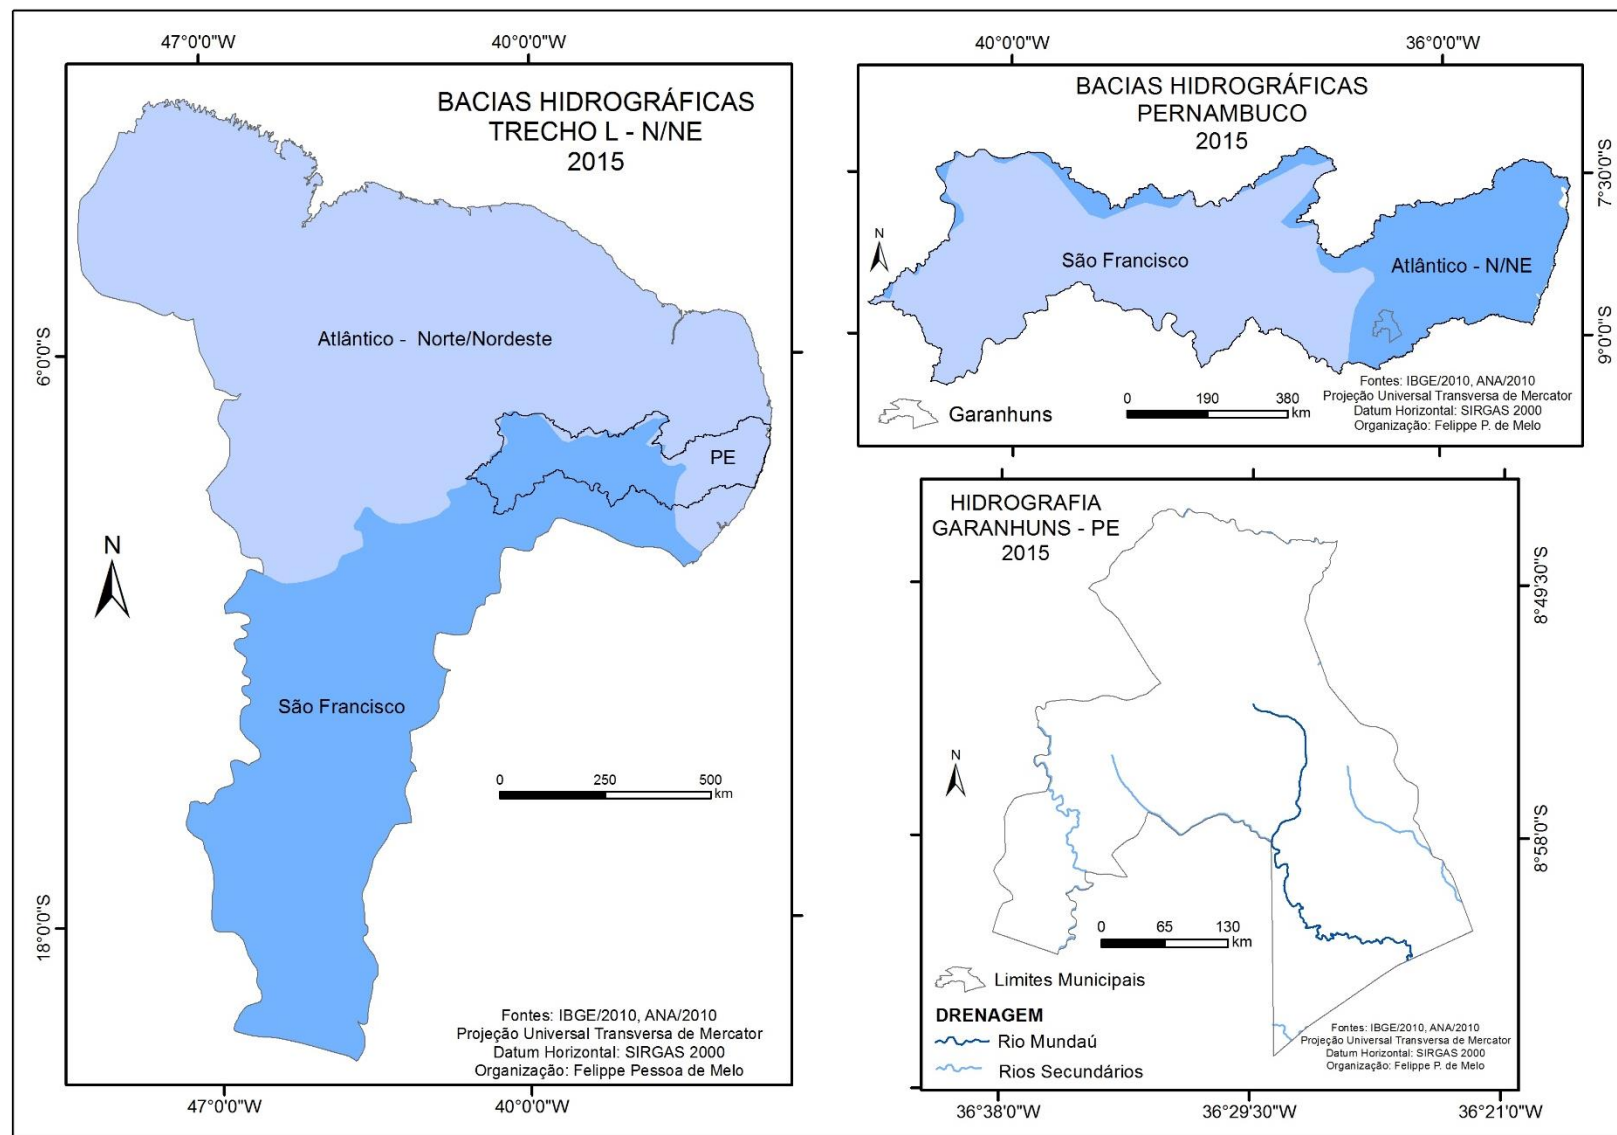 47°0'0"W
40°0'0"W
BACIAS HIDROGRÁFICAS
TRECHO L - N/NE
2015
Atlântico - Norte/Nordeste
6°0'0"S
PE
N
São Francisco
0 250 500
km
18°0'0"S
Fontes: IBGE/2010, ANA/2010
Projeção Universal Transversa de Mercator
Datum Horizontal: SIRGAS 2000
Organização: Felippe Pessoa de Melo
47°0'0"W
40°0'0"W
40°0'0"W
36°0'0"W
BACIAS HIDROGRÁFICAS
PERNAMBUCO
2015
7°30'0"S
N
São Francisco
Atlântico - N/NE
9°0'0"S
Garanhuns
0 190 380
km
Fontes: IBGE/2010, ANA/2010
Projeção Universal Transversa de Mercator
Datum Horizontal: SIRGAS 2000
Organização: Felippe P. de Melo
HIDROGRAFIA
GARANHUNS - PE
2015
8°49'30"S
N
8°58'0"S
0 65 130
km
Limites Municipais
DRENAGEM
Rio Mundaú
Rios Secundários
Fontes: IBGE/2010, ANA/2010
Projeção Universal Transversa de Mercator
Datum Horizontal: SIRGAS 2000
Organização: Felippe P. de Melo
36°38'0"W
36°29'30"W
36°21'0"W